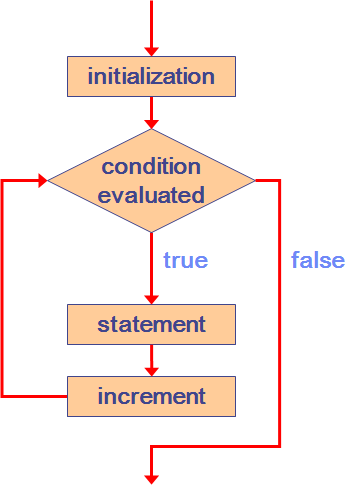 initialization
condition
evaluated
true
false
statement
increment